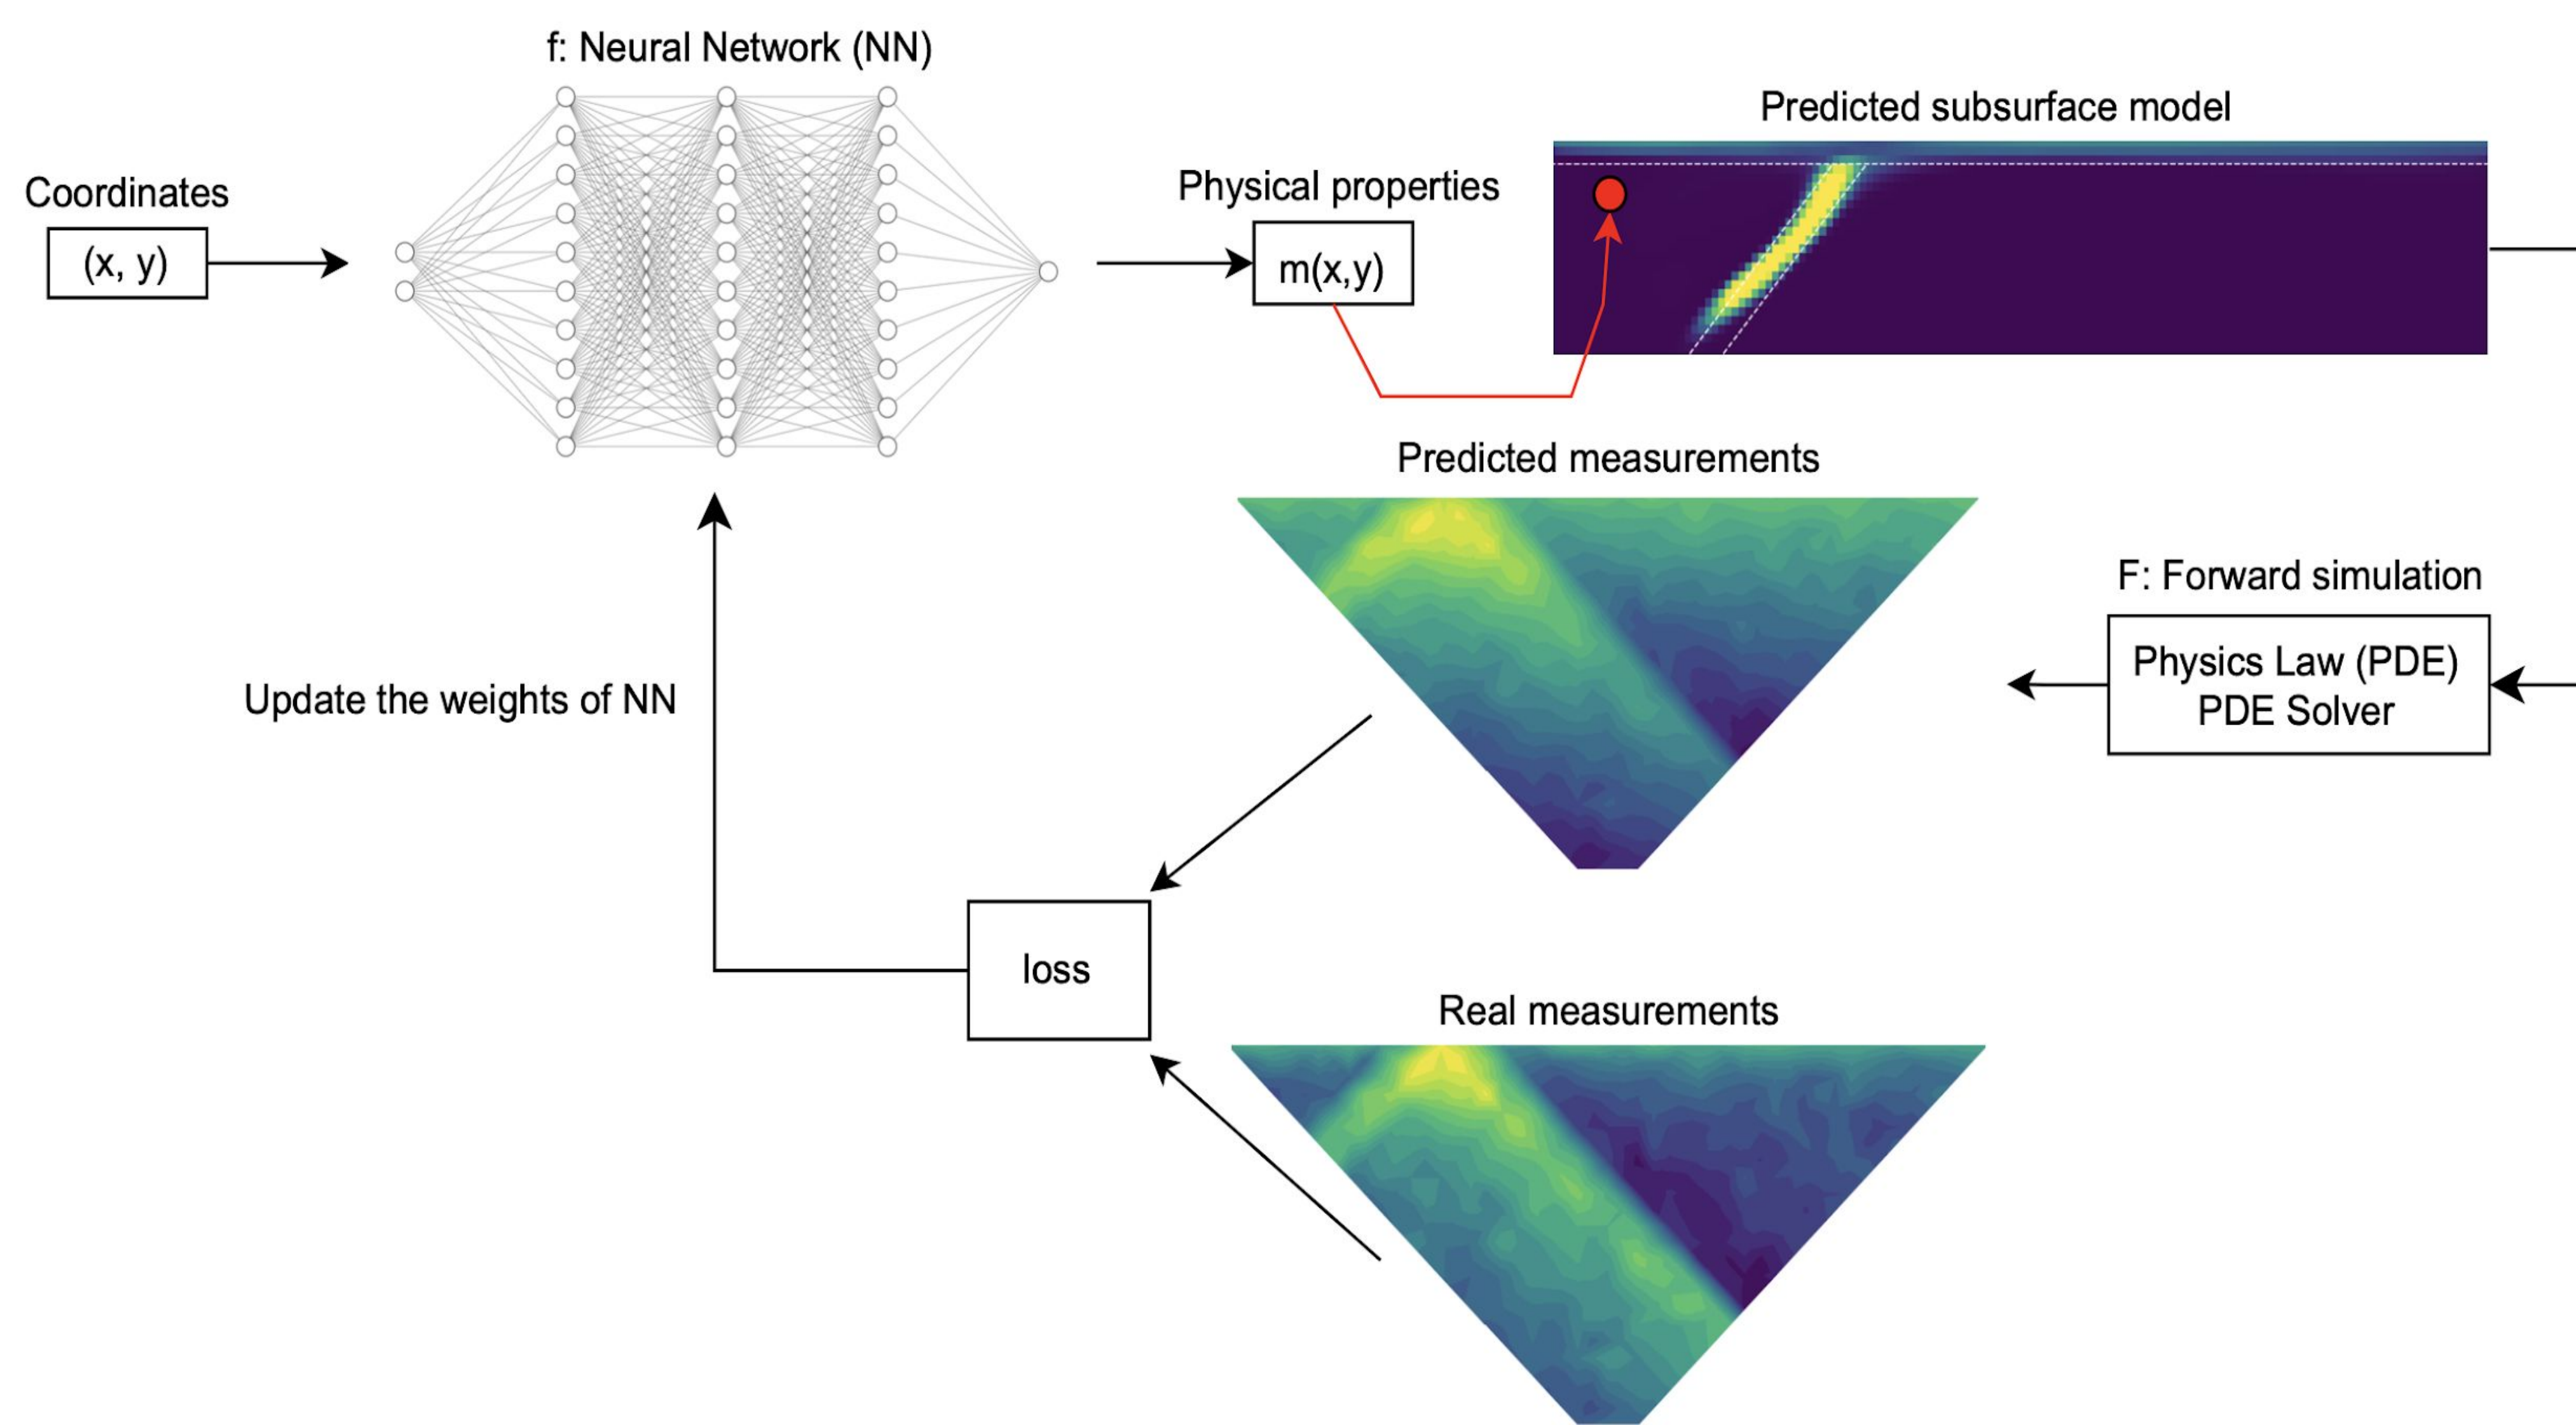 f: Neural Network (NN)
Coordinates
(x, y)
Physical properties
m(x,y)
Predicted subsurface model
Predicted measurements
F: Forward simulation
Physics Law (PDE)
PDE Solver
Update the weights of NN
loss
Real measurements